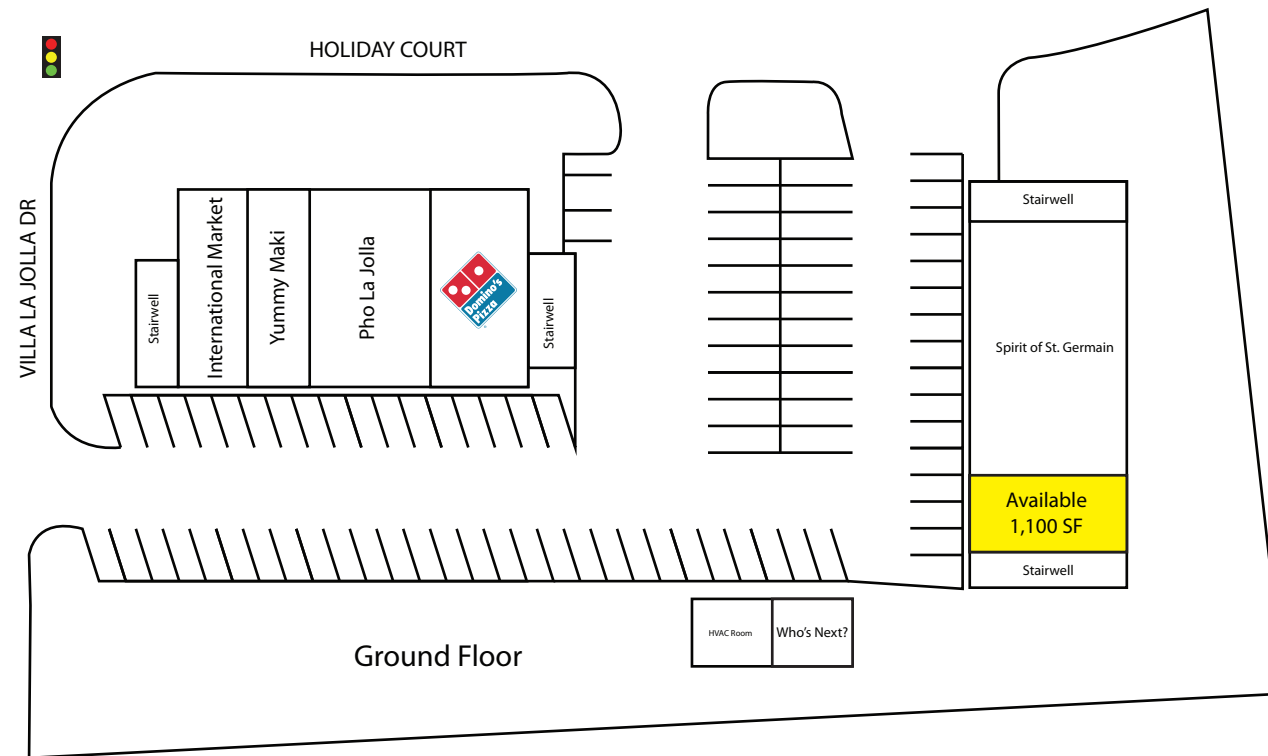 HOLIDAY COURT
VILLA LA JOLLA DR
Stairwell
International Market
Yummy Maki
Pho La Jolla
Domino's
Pizza
Stairwell
Stairwell
Spirit of St. Germain
Available
1,100 SF
Stairwell
HVAC Room
Who's Next?
Ground Floor